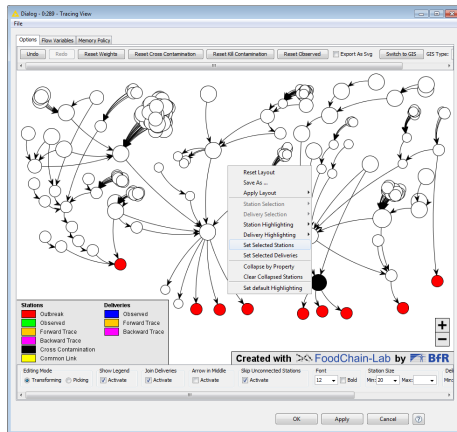 Dialog - 0:289 - Tracing View
File
Options Flow Variables Memory Policy
Undo Redo Reset Weights Reset Cross Contamination Reset Kill Contamination Reset Observed Export As Svg Switch to GIS GIS Type:
Reset Layout
Save As ...
Apply Layout
Station Selection
Delivery Selection
Station Highlighting
Delivery Highlighting
Set Selected Stations
Set Selected Deliveries
Collapse by Property
Clear Collapsed Stations
Set default Highlighting
Stations Deliveries
Outbreak Observed
Observed Forward Trace
Forward Trace Backward Trace
Backward Trace
Cross Contamination
Common Link
+
-
Created with FoodChain-Lab by BfR
Editing Mode Show Legend Join Deliveries Arrow in Middle Skip Unconnected Stations Font Station Size Deli
Transforming Picking Activate Activate Activate Activate 12 Bold Min: 20 Max: Min:
OK Apply Cancel ?